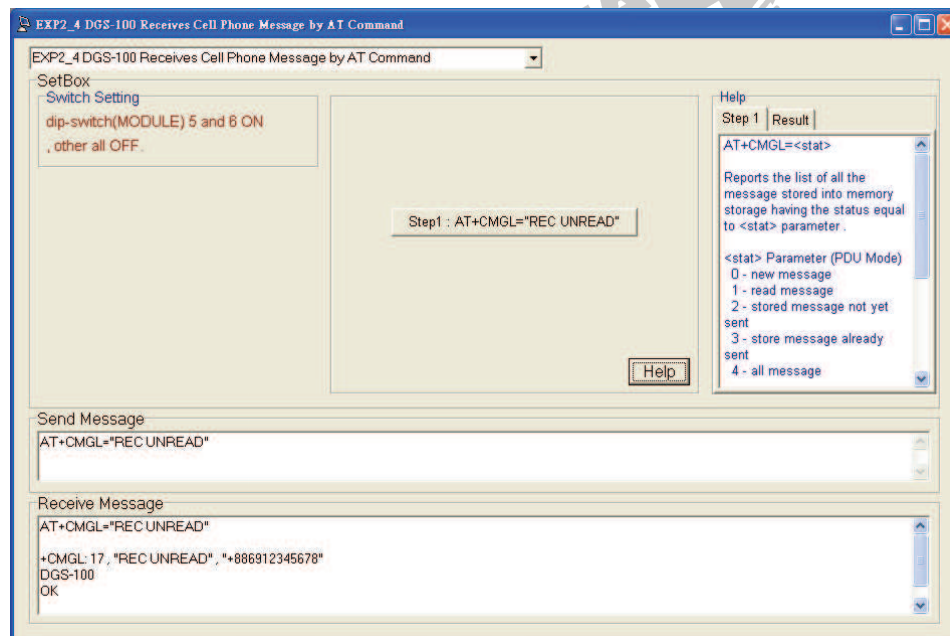 EXP2_4 DGS-100 Receives Cell Phone Message by AT Command
EXP2_4 DGS-100 Receives Cell Phone Message by AT Command
SetBox
Switch Setting
dip-switch(MODULE) 5 and 6 ON
, other all OFF.
Step1 : AT+CMGL="REC UNREAD"
Help
Help
Step 1
Result
AT+CMGL=<stat>
Reports the list of all the
message stored into memory
storage having the status equal
to <stat> parameter .
<stat> Parameter (PDU Mode)
0 - new message
1 - read message
2 - stored message not yet
sent
3 - store message already
sent
4 - all message
Send Message
AT+CMGL="REC UNREAD"
Receive Message
AT+CMGL="REC UNREAD"
+CMGL: 17 , "REC UNREAD" , "+886912345678"
DGS-100
OK